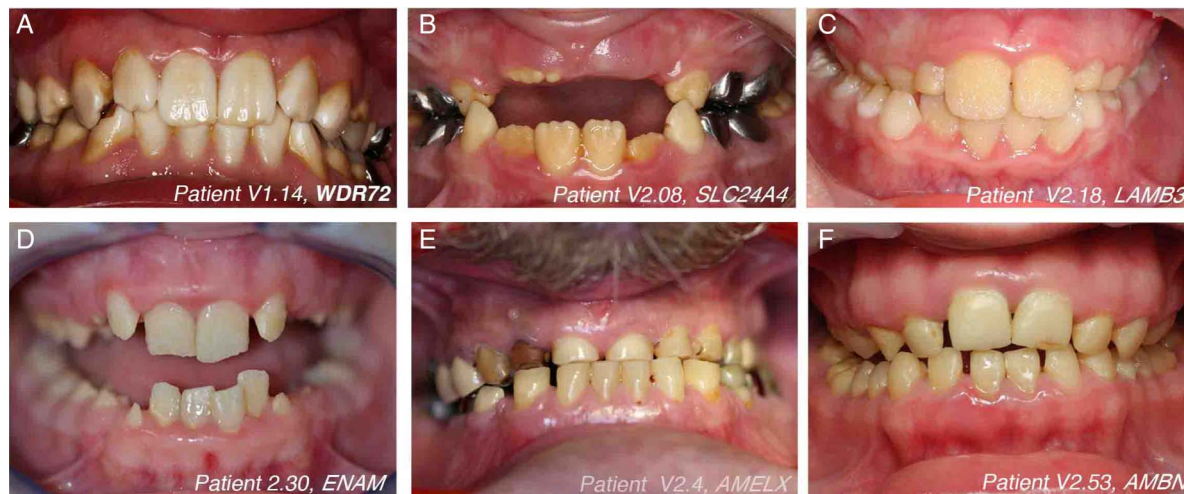 A
Patient V1.14, WDR72
B
Patient V2.08, SLC24A4
C
Patient V2.18, LAMB3
D
Patient 2.30, ENAM
E
Patient V2.4, AMELX
F
Patient V2.53, AMBN